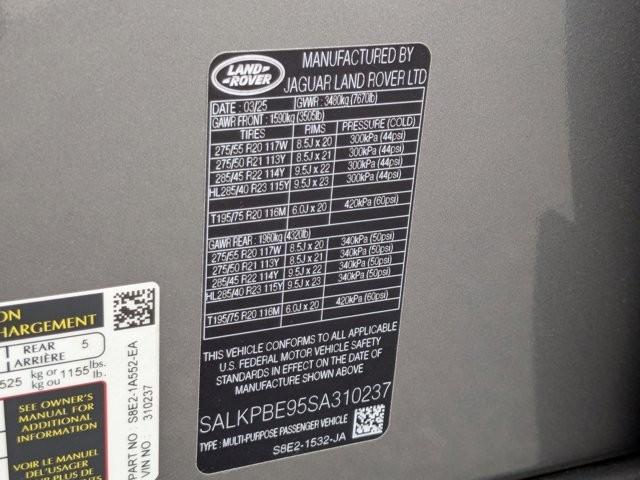 LAND
ROVER
MANUFACTURED BY
JAGUAR LAND ROVER LTD
DATE : 03/25 GVWR : 3480kg (7670lb)
GAWR FRONT : 1590kg (3505lb)
TIRES RIMS PRESSURE (COLD)
275/55 R20 117W 8.5J x 20 300kPa (44psi)
275/50 R21 113Y 8.5J x 21 300kPa (44psi)
285/45 R22 114Y 9.5J x 22 300kPa (44psi)
HL285/40 R23 115Y 9.5J x 23 300kPa (44psi)
T195/75 R20 116M 6.0J x 20 420kPa (60psi)
GAWR REAR : 1960kg (4320lb)
275/55 R20 117W 8.5J x 20 340kPa (50psi)
275/50 R21 113Y 8.5J x 21 340kPa (50psi)
285/45 R22 114Y 9.5J x 22 340kPa (50psi)
HL285/40 R23 115Y 9.5J x 23 340kPa (50psi)
T195/75 R20 116M 6.0J x 20 420kPa (60psi)
THIS VEHICLE CONFORMS TO ALL APPLICABLE
U.S. FEDERAL MOTOR VEHICLE SAFETY
STANDARDS IN EFFECT ON THE DATE OF
MANUFACTURE SHOWN ABOVE.
SALKPBE95SA310237
TYPE : MULTI-PURPOSE PASSENGER VEHICLE
S8E2-1532-JA
ION
CHARGEMENT
REAR 5
ARRIÈRE
525 kg or 1155 lbs.
kg ou lb.
SEE OWNER'S
MANUAL FOR
ADDITIONAL
INFORMATION
VOIR LE MANUEL
DE L'USAGER
PART NO : S8E2-1A552-EA
VIN NO : 310237